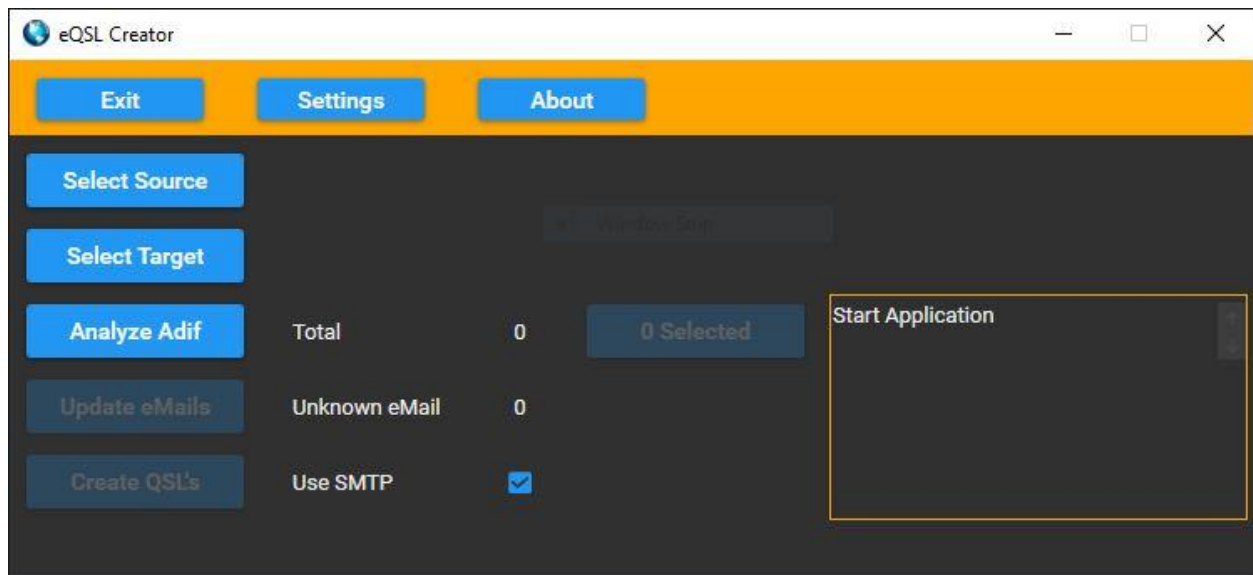 eQSL Creator
Exit Settings About
Select Source
Select Target
Analyze Adif Total 0 0 Selected Start Application
Update eMails Unknown eMail 0
Create QSL's Use SMTP